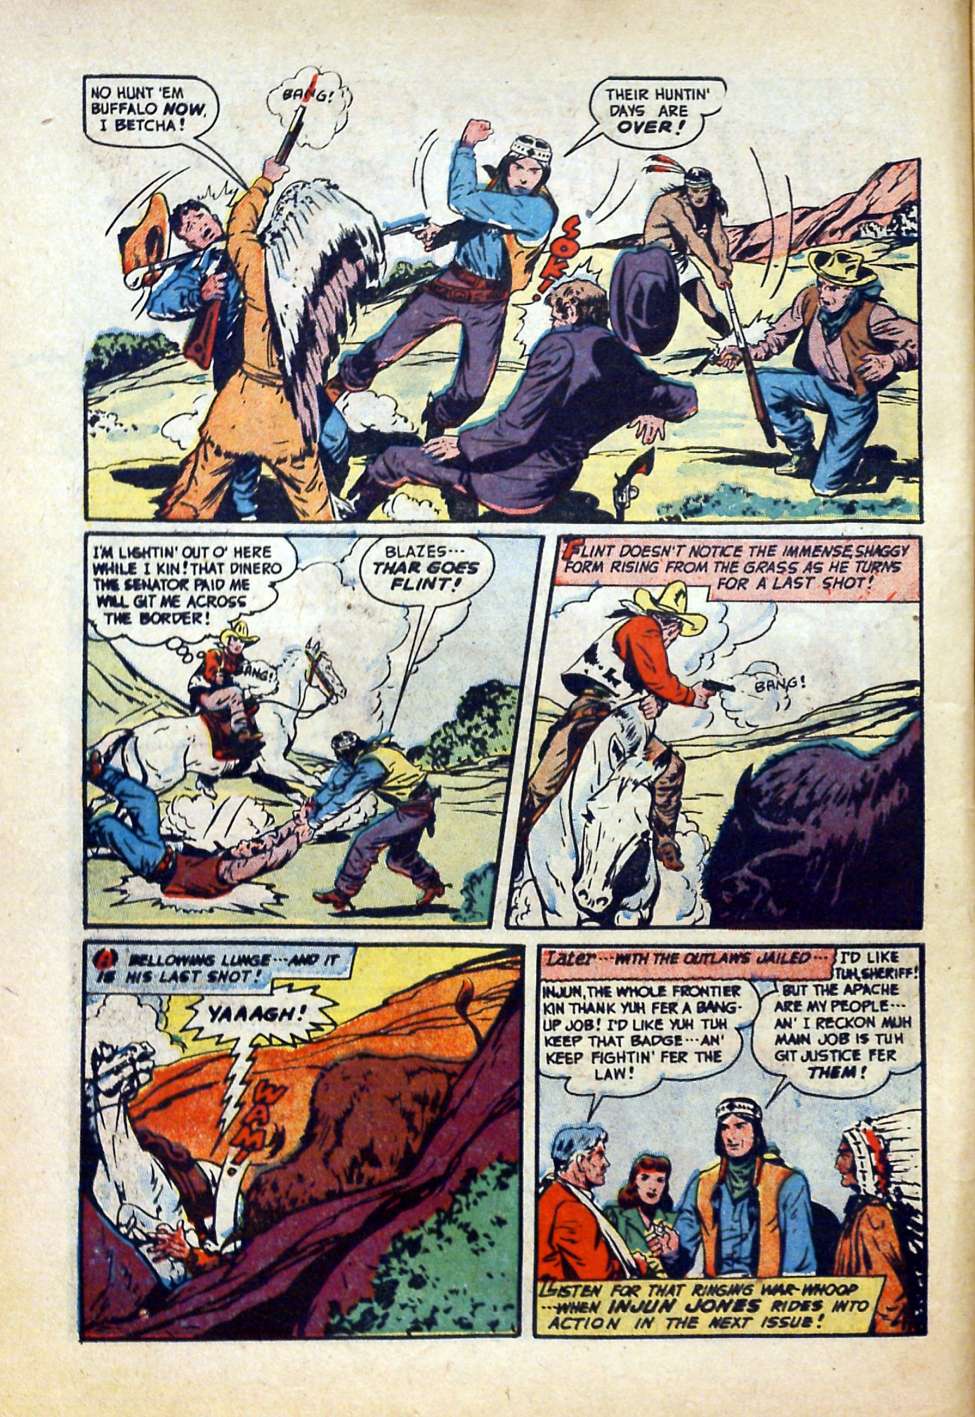 NO HUNT 'EM
BUFFALO NOW,
I BETCHA!
BANG!
THEIR HUNTIN'
DAYS ARE
OVER!
SOK!
I'M LIGHTIN' OUT O' HERE
WHILE I KIN! THAT DINERO
THE SENATOR PAID ME
WILL GIT ME ACROSS
THE BORDER!
BANG!
BLAZES---
THAR GOES
FLINT!
FLINT DOESN'T NOTICE THE IMMENSE, SHAGGY
FORM RISING FROM THE GRASS AS HE TURNS
FOR A LAST SHOT!
BANG!
A BELLOWING LUNGE---AND IT
IS HIS LAST SHOT!
YAAAGH!
WAM!
Later---WITH THE OUTLAWS JAILED---
INJUN, THE WHOLE FRONTIER
KIN THANK YUH FER A BANG-
UP JOB! I'D LIKE YUH TUH
KEEP THAT BADGE---AN'
KEEP FIGHTIN' FER THE
LAW!
I'D LIKE
TUH, SHERIFF!
BUT THE APACHE
ARE MY PEOPLE---
AN' I RECKON MUH
MAIN JOB IS TUH
GIT JUSTICE FER
THEM!
LISTEN FOR THAT RINGING WAR-WHOOP
---WHEN INJUN JONES RIDES INTO
ACTION IN THE NEXT ISSUE!